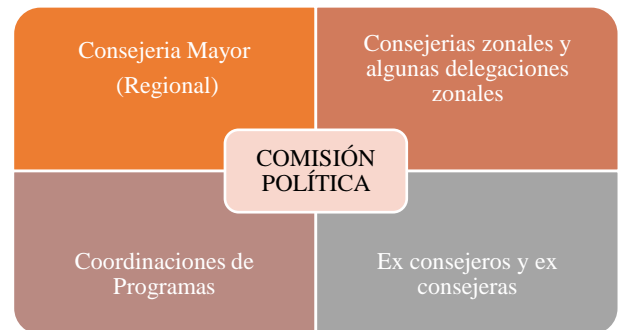 Consejeria Mayor
(Regional)
Consejerias zonales y
algunas delegaciones
zonales
COMISIÓN
POLÍTICA
Coordinaciones de
Programas
Ex consejeros y ex
consejeras